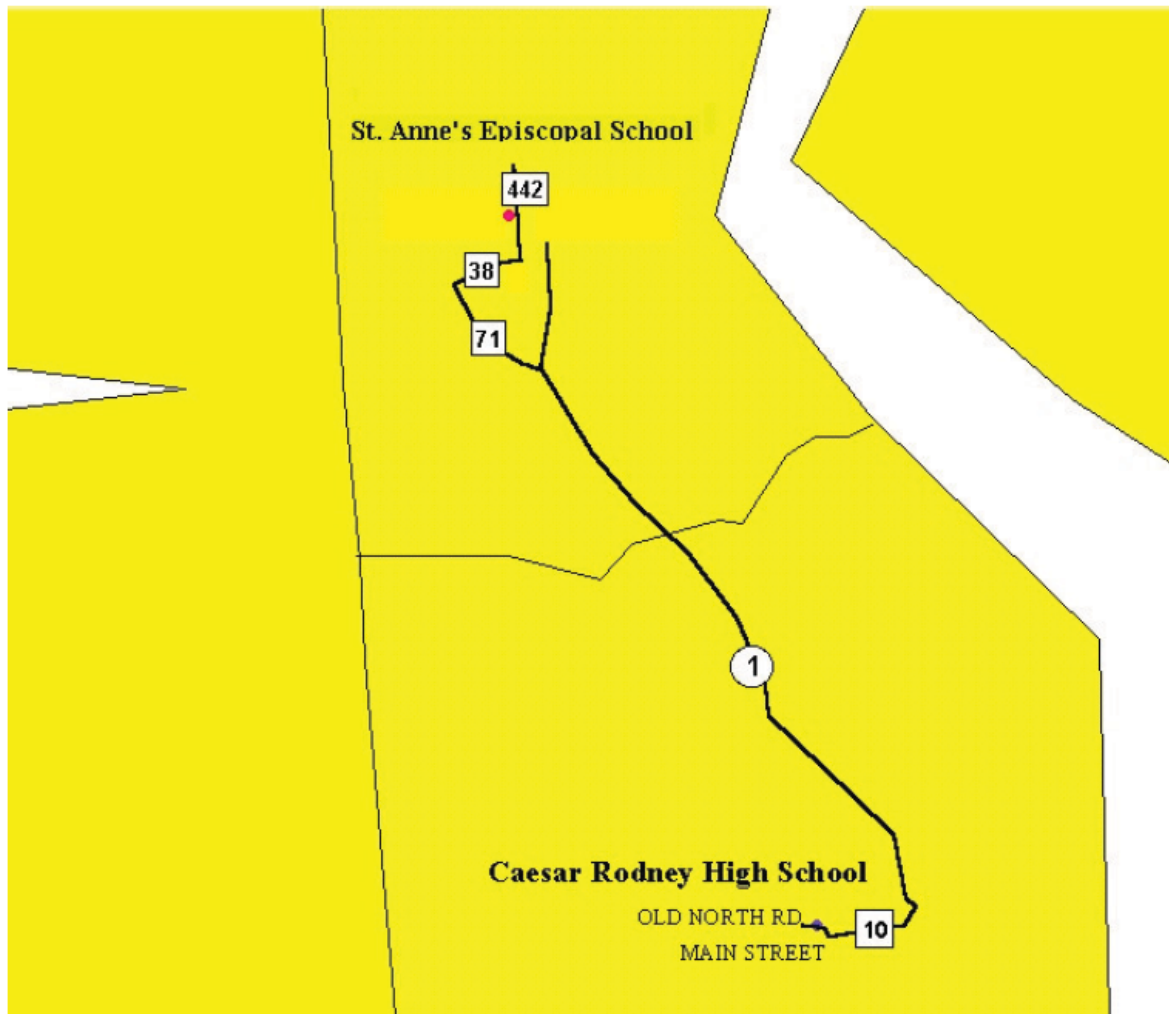 St. Anne's Episcopal School
442
38
71
1
Caesar Rodney High School
OLD NORTH RD
10
MAIN STREET